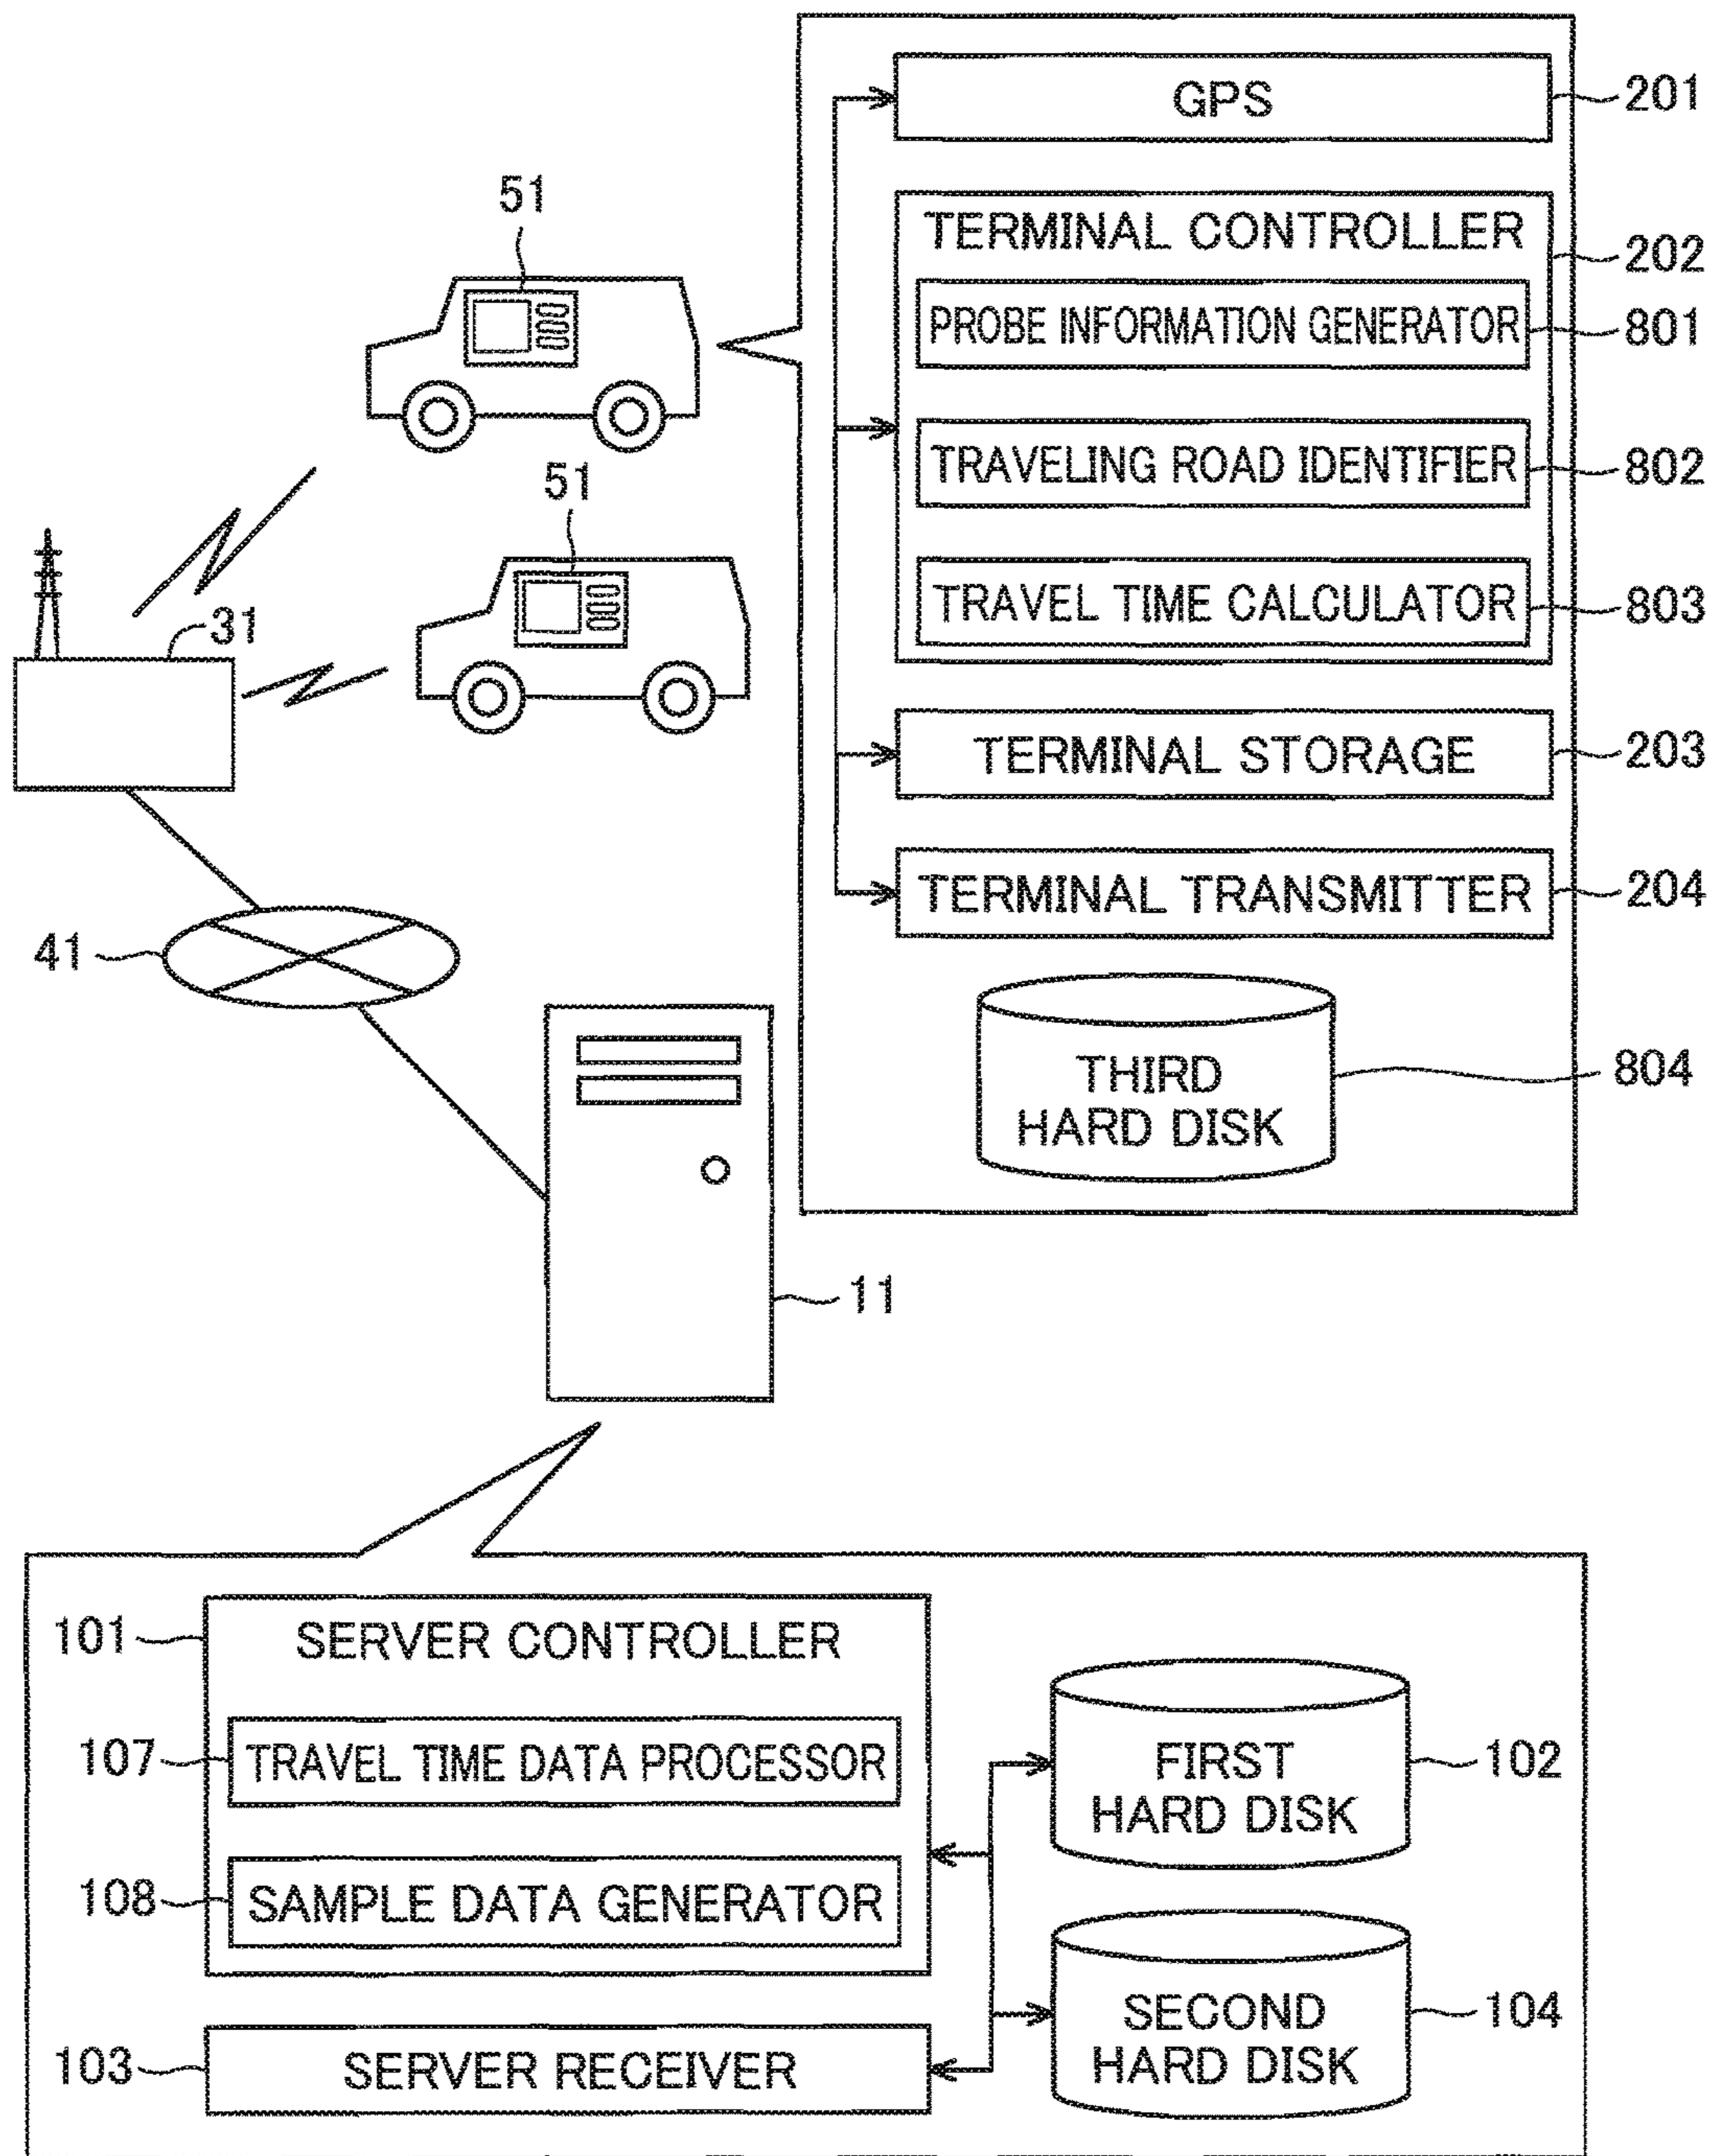 GPS
201
TERMINAL CONTROLLER
202
PROBE INFORMATION GENERATOR
801
TRAVELING ROAD IDENTIFIER
802
TRAVEL TIME CALCULATOR
803
TERMINAL STORAGE
203
TERMINAL TRANSMITTER
204
THIRD
HARD DISK
804
51
51
31
41
11
101
SERVER CONTROLLER
107
TRAVEL TIME DATA PROCESSOR
108
SAMPLE DATA GENERATOR
103
SERVER RECEIVER
FIRST
HARD DISK
102
SECOND
HARD DISK
104